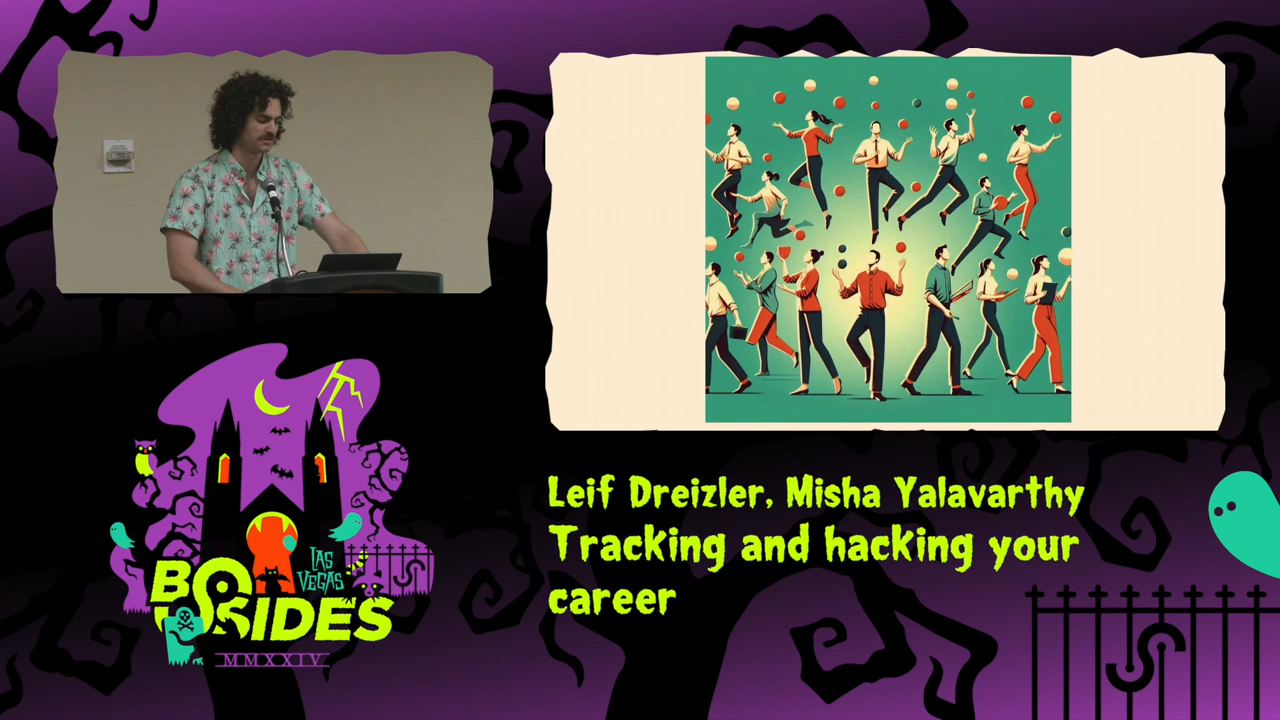 Leif Dreizler, Misha Yalavarthy
Tracking and hacking your
career
LAS
VEGAS
BSIDES
MMXXIV